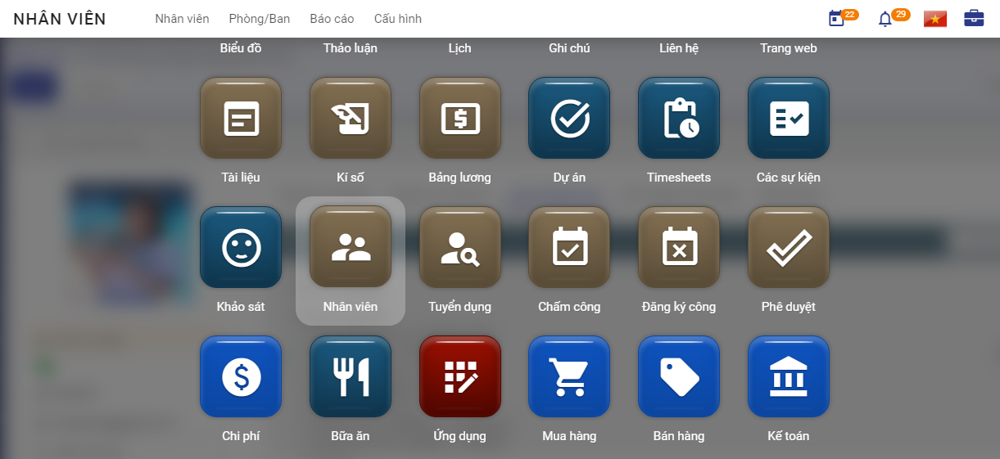 NHÂN VIÊN Nhân viên Phòng/Ban Báo cáo Cấu hình 22 29
Biểu đồ Thảo luận Lịch Ghi chú Liên hệ Trang web
Tài liệu Kí số Bảng lương Dự án Timesheets Các sự kiện
Khảo sát Nhân viên Tuyển dụng Chấm công Đăng ký công Phê duyệt
Chi phí Bữa ăn Ứng dụng Mua hàng Bán hàng Kế toán